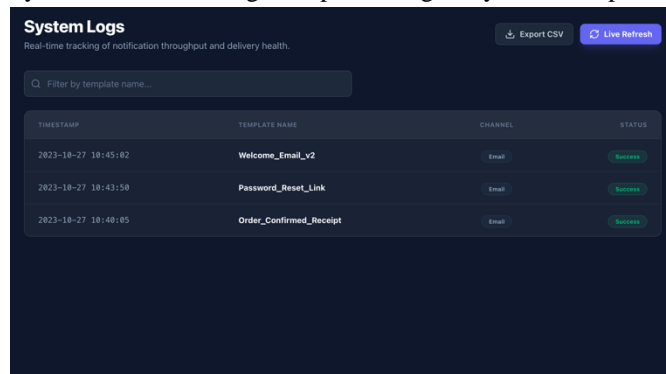 System Logs
Real-time tracking of notification throughput and delivery health.
Export CSV
Live Refresh
Filter by template name...
TIMESTAMP TEMPLATE NAME CHANNEL STATUS
2023-10-27 10:45:02 Welcome_Email_v2 Email Success
2023-10-27 10:43:50 Password_Reset_Link Email Success
2023-10-27 10:40:05 Order_Confirmed_Receipt Email Success